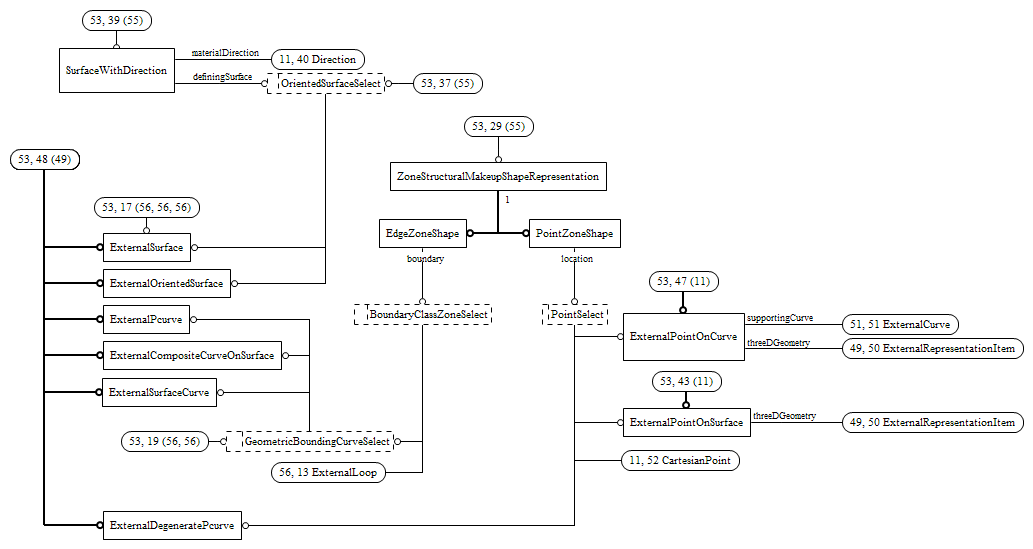 53, 39 (55)
SurfaceWithDirection
materialDirection
11, 40 Direction
definingSurface
OrientedSurfaceSelect
53, 37 (55)
53, 29 (55)
53, 48 (49)
ZoneStructuralMakeupShapeRepresentation
1
53, 17 (56, 56, 56)
EdgeZoneShape
PointZoneShape
ExternalSurface
boundary
location
ExternalOrientedSurface
53, 47 (11)
ExternalPcurve
BoundaryClassZoneSelect
PointSelect
supportingCurve
51, 51 ExternalCurve
ExternalPointOnCurve
threeDGeometry
49, 50 ExternalRepresentationItem
ExternalCompositeCurveOnSurface
53, 43 (11)
ExternalSurfaceCurve
ExternalPointOnSurface
threeDGeometry
49, 50 ExternalRepresentationItem
53, 19 (56, 56)
GeometricBoundingCurveSelect
11, 52 CartesianPoint
56, 13 ExternalLoop
ExternalDegeneratePcurve